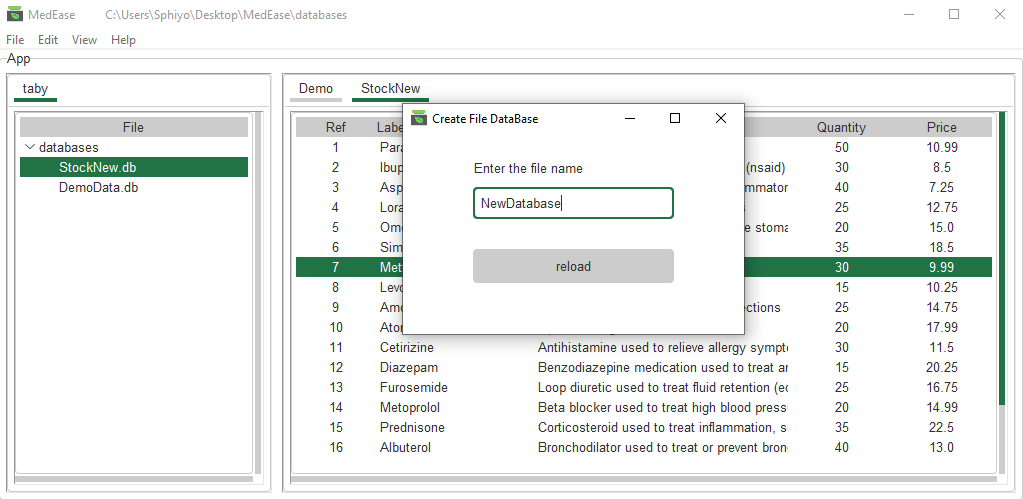 MedEase C:\Users\Sphiyo\Desktop\MedEase\databases
File Edit View Help
App
taby
File
databases
StockNew.db
DemoData.db
Demo StockNew
Ref Labe Quantity Price
1 Para 50 10.99
2 Ibup (nsaid) 30 8.5
3 Asp mmator 40 7.25
4 Lora s 25 12.75
5 Ome e stoma 20 15.0
6 Sim 35 18.5
7 Met 30 9.99
8 Levo 15 10.25
9 Amo ections 25 14.75
10 Ator 20 17.99
11 Cetirizine Antihistamine used to relieve allergy sympto 30 11.5
12 Diazepam Benzodiazepine medication used to treat an 15 20.25
13 Furosemide Loop diuretic used to treat fluid retention (ed 25 16.75
14 Metoprolol Beta blocker used to treat high blood press 20 14.99
15 Prednisone Corticosteroid used to treat inflammation, s 35 22.5
16 Albuterol Bronchodilator used to treat or prevent bron 40 13.0
Create File DataBase
Enter the file name
NewDatabase
reload